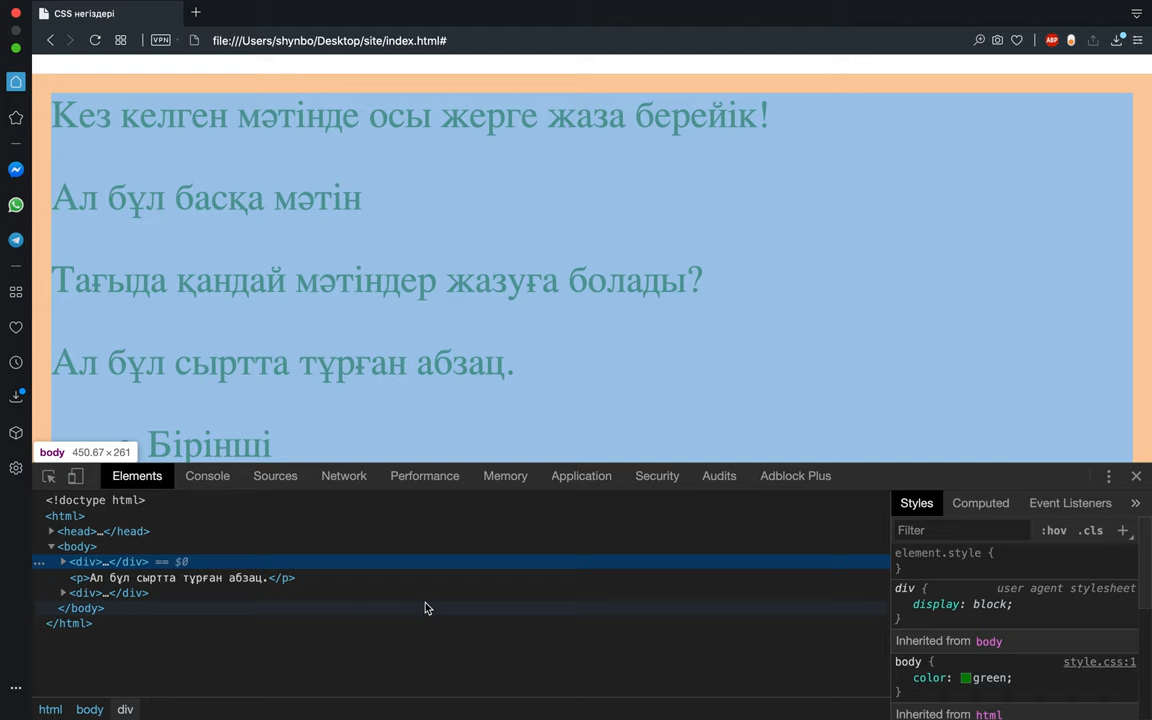 CSS негіздері
VPN
file:///Users/shynbo/Desktop/site/index.html#
ABP
Кез келген мәтінде осы жерге жаза берейік!
Ал бұл басқа мәтін
Тағыда қандай мәтіндер жазуға болады?
Ал бұл сыртта тұрған абзац.
Бірінші
body 450.67×261
Elements Console Sources Network Performance Memory Application Security Audits Adblock Plus
<!doctype html>
<html>
<head>…</head>
<body>
<div>…</div> == $0
<p>Ал бұл сыртта тұрған абзац.</p>
<div>…</div>
</body>
</html>
html body div
Styles Computed Event Listeners »
Filter :hov .cls +
element.style {
}
div { user agent stylesheet
display: block;
}
Inherited from body
body { style.css:1
color: green;
}
Inherited from html